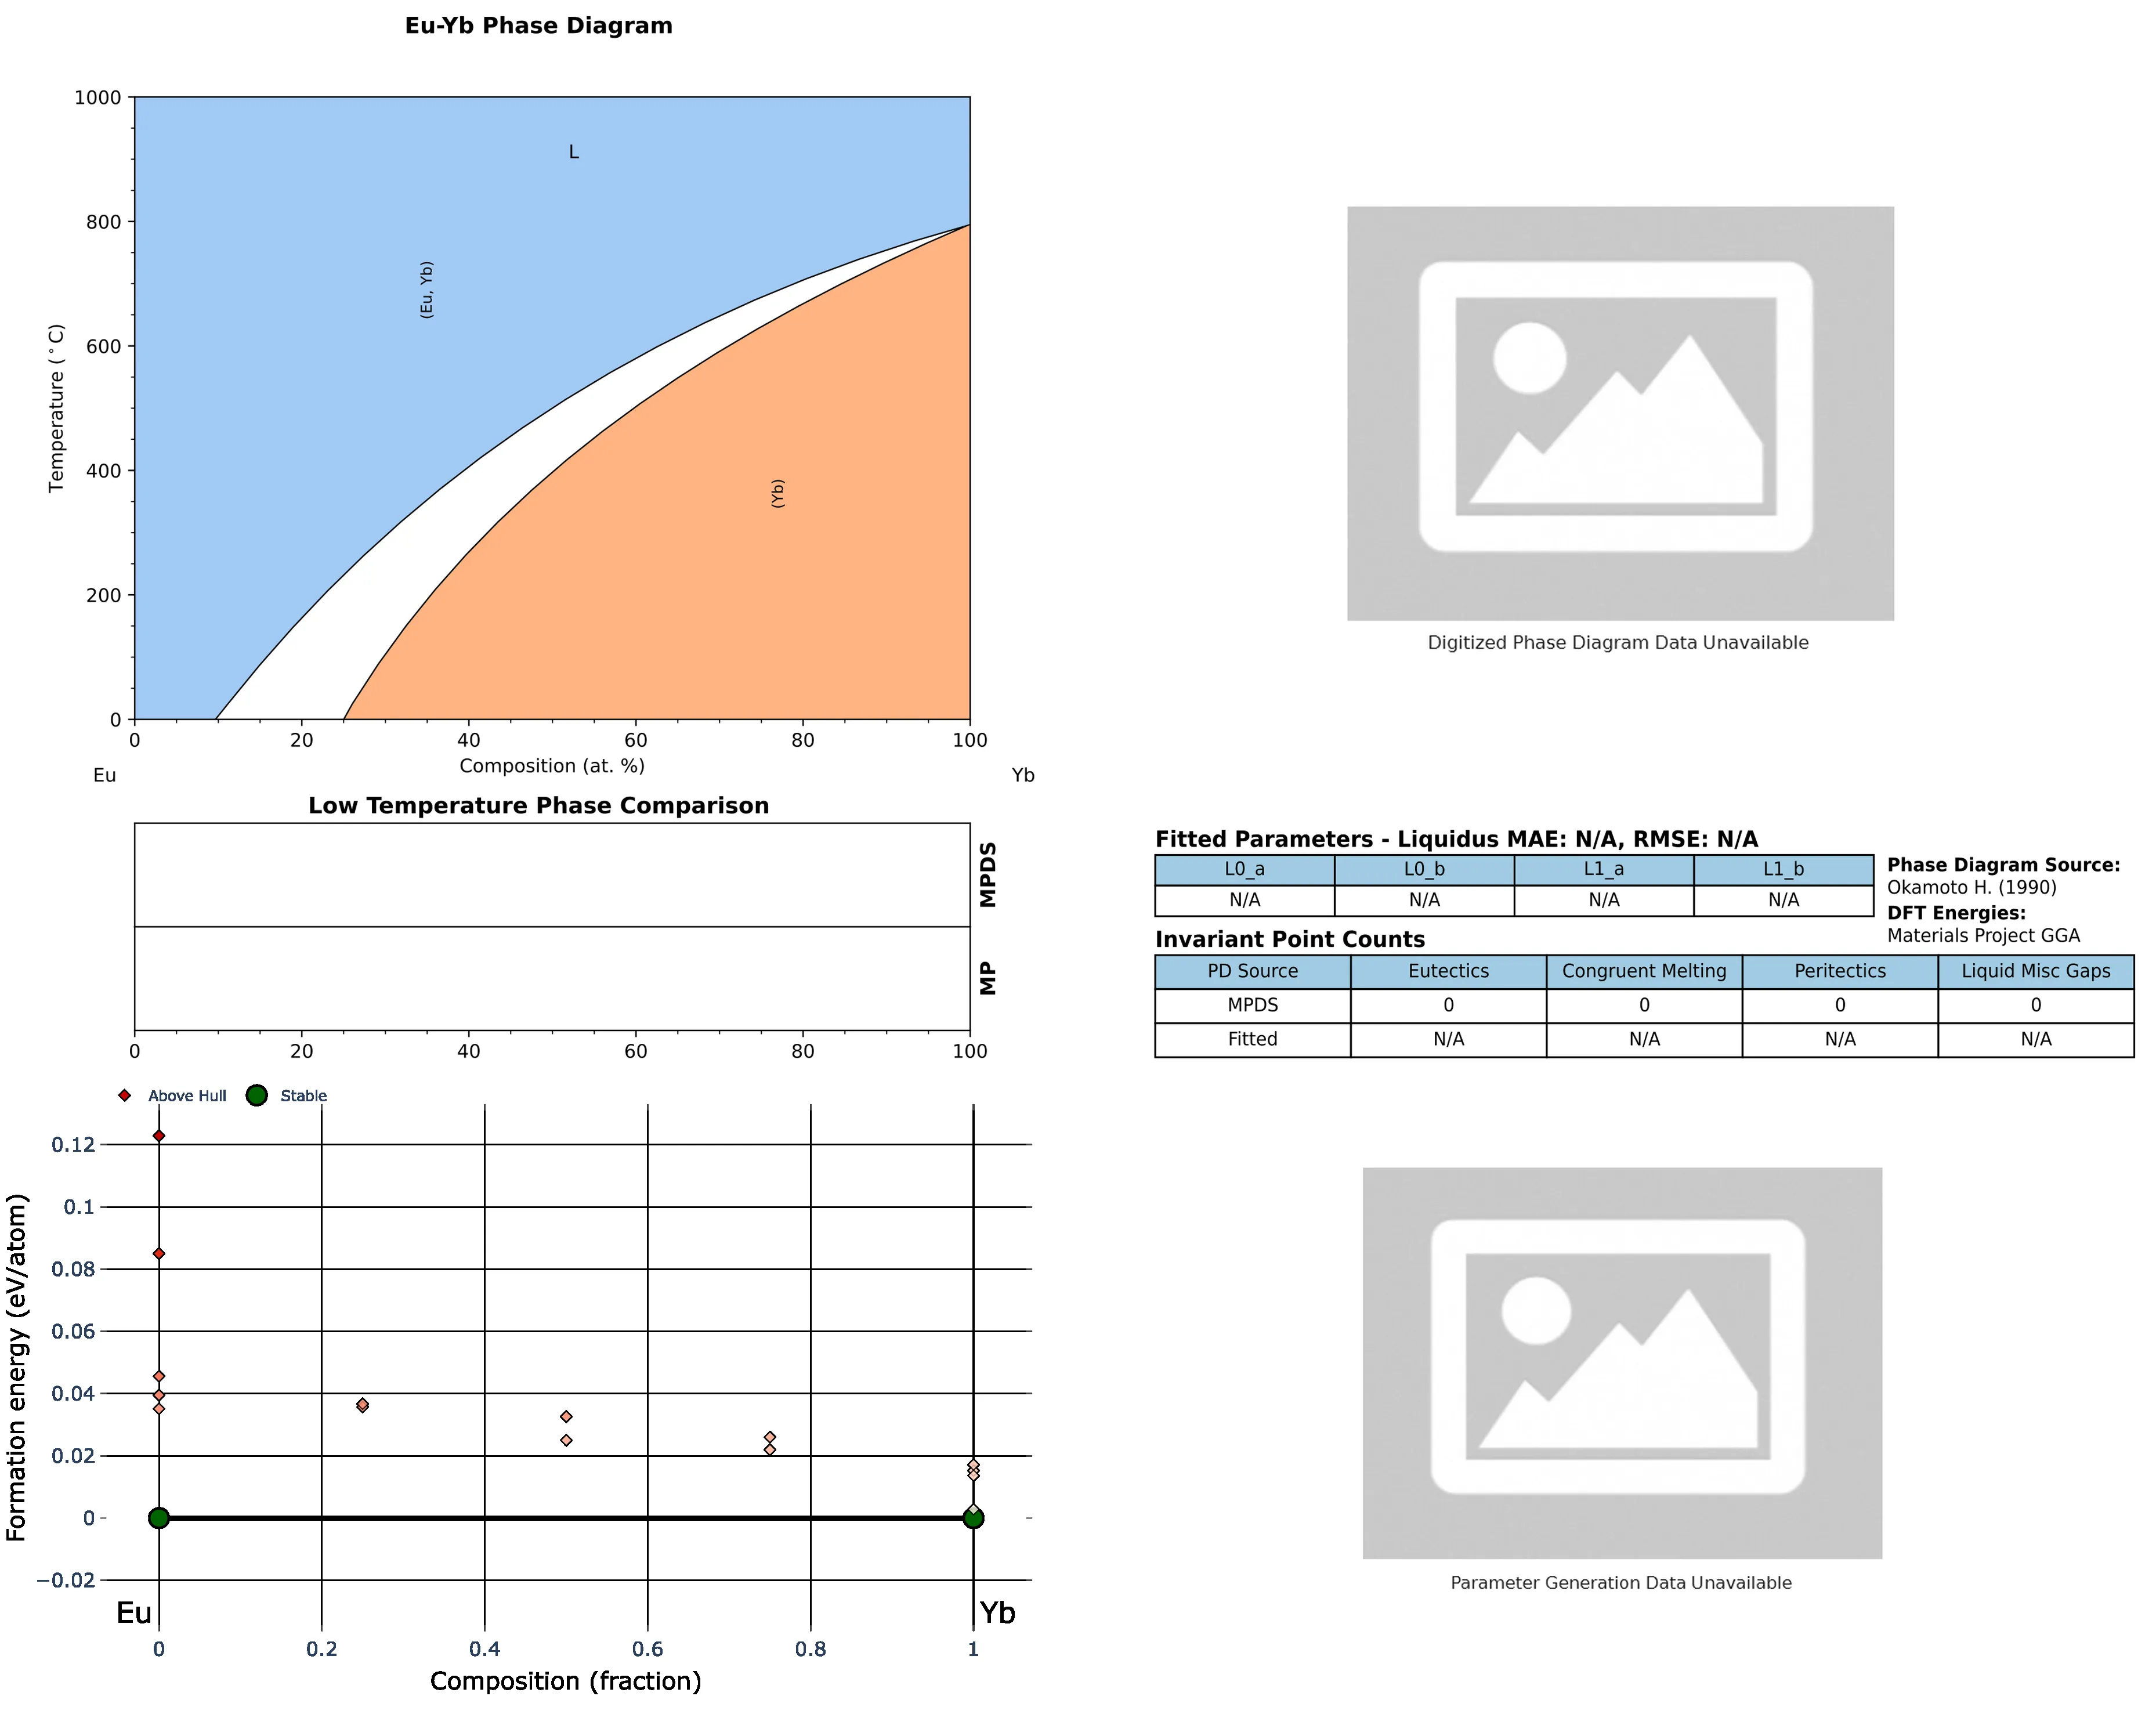 Eu-Yb Phase Diagram
1000
800
600
400
200
0
Temperature (°C)
L
(Eu, Yb)
(Yb)
0 20 40 60 80 100
Composition (at. %)
Eu Yb
Digitized Phase Diagram Data Unavailable
Low Temperature Phase Comparison
MPDS
MP
0 20 40 60 80 100
Fitted Parameters - Liquidus MAE: N/A, RMSE: N/A
L0_a L0_b L1_a L1_b
N/A N/A N/A N/A
Phase Diagram Source:
Okamoto H. (1990)
DFT Energies:
Materials Project GGA
Invariant Point Counts
PD Source Eutectics Congruent Melting Peritectics Liquid Misc Gaps
MPDS 0 0 0 0
Fitted N/A N/A N/A N/A
Above Hull Stable
0.12
0.1
0.08
0.06
0.04
0.02
0
−0.02
Formation energy (eV/atom)
Eu Yb
0 0.2 0.4 0.6 0.8 1
Composition (fraction)
Parameter Generation Data Unavailable